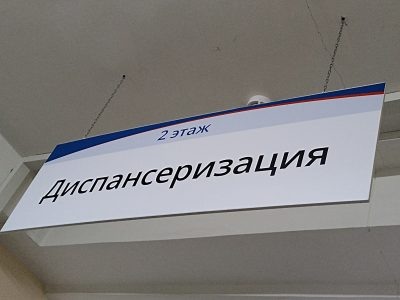 2 этаж
Диспансеризация